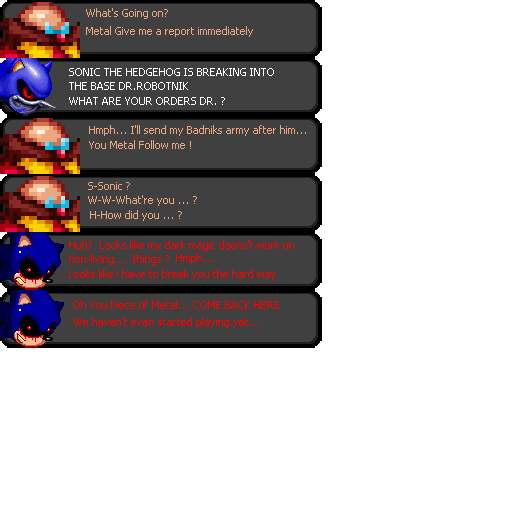 What's Going on?
Metal Give me a report immediately
SONIC THE HEDGEHOG IS BREAKING INTO
THE BASE DR.ROBOTNIK
WHAT ARE YOUR ORDERS DR. ?
Hmph... I'll send my Badniks army after him...
You Metal Follow me !
S-Sonic ?
W-W-What're you ... ?
H-How did you ... ?
Huh? Looks like my dark magic doens't work on
non-living .... things ? Hmph....
Looks like i have to break you the hard way
Oh You Piece of Metal... COME BACK HERE
We haven't even started playing yet...